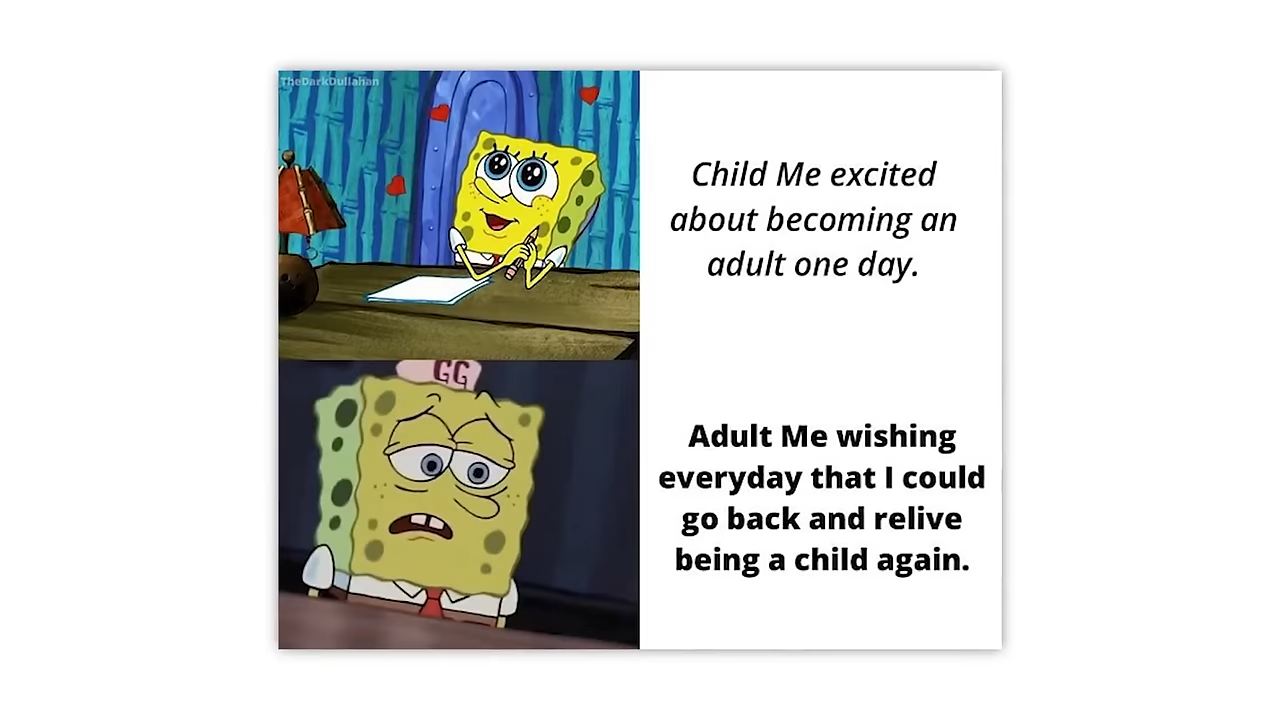 TheDarkDullahan
Child Me excited
about becoming an
adult one day.
GG
Adult Me wishing
everyday that I could
go back and relive
being a child again.